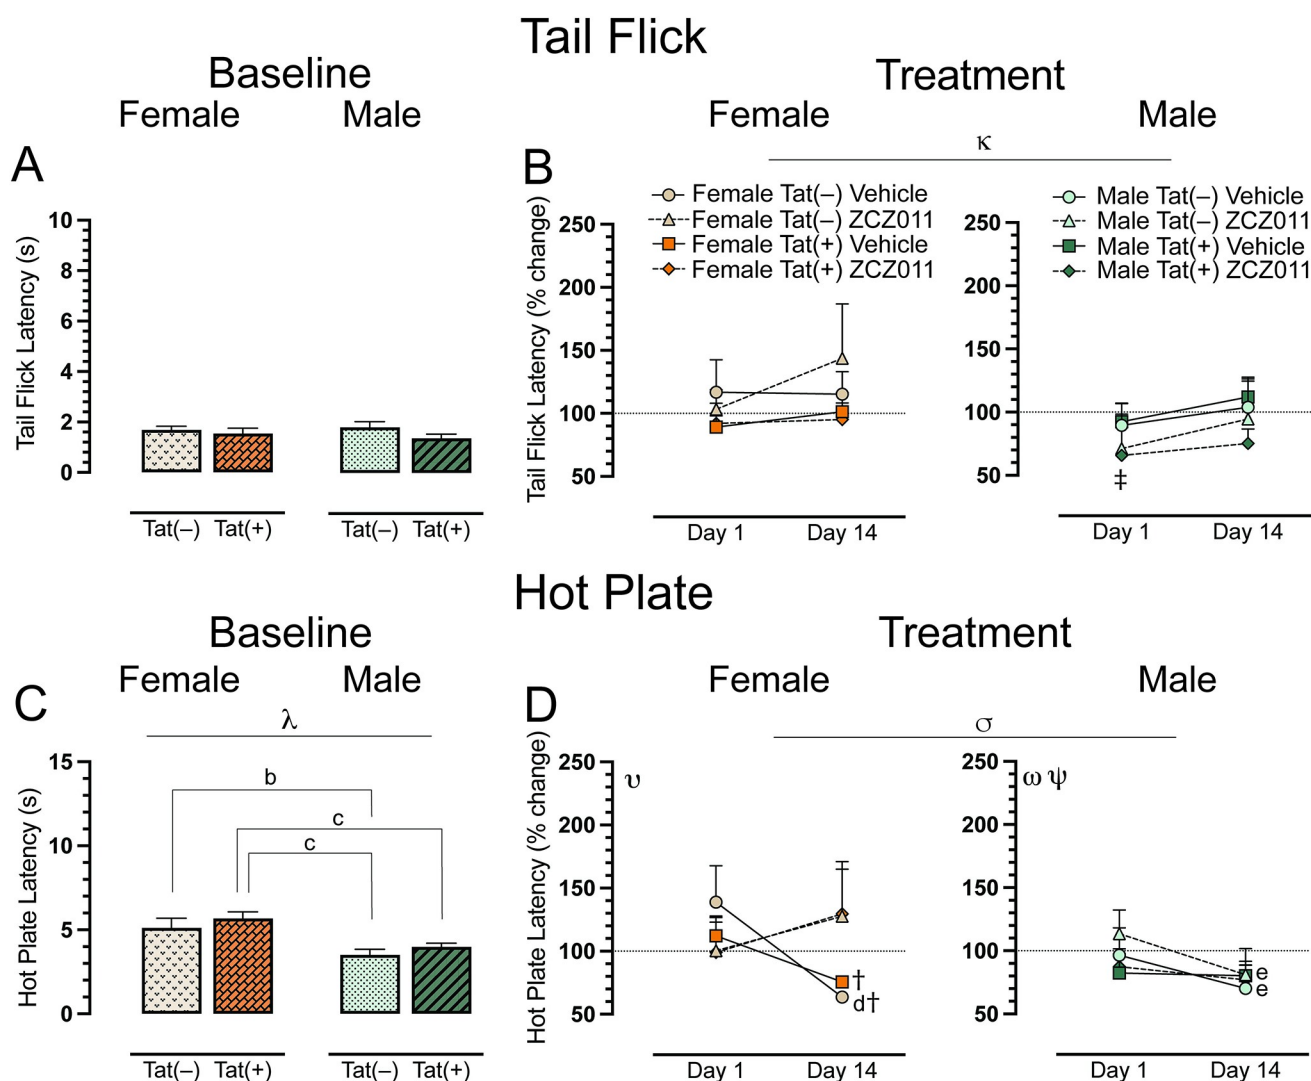 Tail Flick
Baseline
Treatment
Female Male
Female Male
κ
A
Tail Flick Latency (s)
10
8
6
4
2
0
Tat(–) Tat(+) Tat(–) Tat(+)
B
Tail Flick Latency (% change)
Female Tat(–) Vehicle
Female Tat(–) ZCZ011
Female Tat(+) Vehicle
Female Tat(+) ZCZ011
250
200
150
100
50
Day 1 Day 14
Male Tat(–) Vehicle
Male Tat(–) ZCZ011
Male Tat(+) Vehicle
Male Tat(+) ZCZ011
250
200
150
100
50
‡
Day 1 Day 14
Hot Plate
Baseline
Treatment
Female Male
Female Male
σ
C
λ
Hot Plate Latency (s)
15
10
5
0
b
c
c
Tat(–) Tat(+) Tat(–) Tat(+)
D
Hot Plate Latency (% change)
250
200
150
100
50
υ
†
d†
Day 1 Day 14
250
200
150
100
50
ω ψ
e
e
Day 1 Day 14